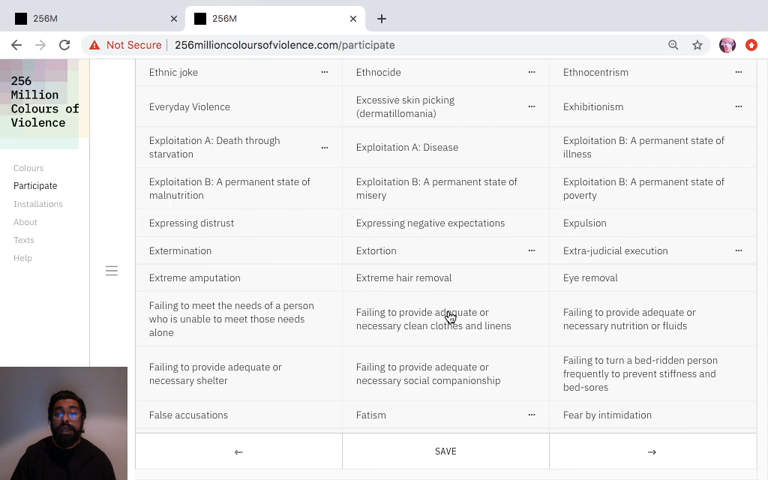 256M
256M
Not Secure | 256millioncoloursofviolence.com/participate
256
Million
Colours of
Violence
Colours
Participate
Installations
About
Texts
Help
Ethnic joke ... Ethnocide ... Ethnocentrism ...
Everyday Violence Excessive skin picking (dermatillomania) ... Exhibitionism ...
Exploitation A: Death through starvation ... Exploitation A: Disease Exploitation B: A permanent state of illness
Exploitation B: A permanent state of malnutrition Exploitation B: A permanent state of misery Exploitation B: A permanent state of poverty
Expressing distrust Expressing negative expectations Expulsion
Extermination Extortion ... Extra-judicial execution ...
Extreme amputation Extreme hair removal Eye removal
Failing to meet the needs of a person who is unable to meet those needs alone Failing to provide adequate or necessary clean clothes and linens Failing to provide adequate or necessary nutrition or fluids
Failing to provide adequate or necessary shelter Failing to provide adequate or necessary social companionship Failing to turn a bed-ridden person frequently to prevent stiffness and bed-sores
False accusations Fatism ... Fear by intimidation
← SAVE →